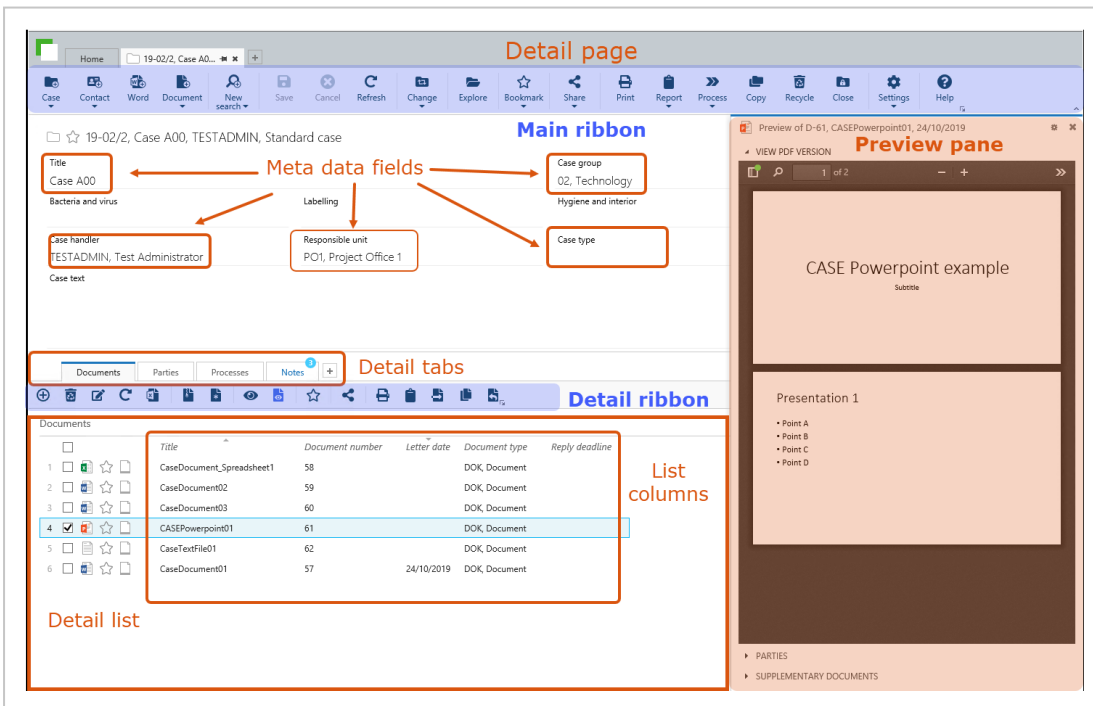 Detail page
Home
19-02/2, Case A0...
Case
Contact
Word
Document
New search
Save
Cancel
Refresh
Change
Explore
Bookmark
Share
Print
Report
Process
Copy
Recycle
Close
Settings
Help
19-02/2, Case A00, TESTADMIN, Standard case
Main ribbon
Title
Case A00
Meta data fields
Case group
02, Technology
Bacteria and virus
Labelling
Hygiene and interior
Case handler
TESTADMIN, Test Administrator
Responsible unit
PO1, Project Office 1
Case type
Case text
Documents
Parties
Processes
Notes
3
+
Detail tabs
Detail ribbon
Documents
Title Document number Letter date Document type Reply deadline
1 CaseDocument_Spreadsheet1 58 DOK, Document
2 CaseDocument02 59 DOK, Document
3 CaseDocument03 60 DOK, Document
4 CASEPowerpoint01 61 DOK, Document
5 CaseTextFile01 62 DOK, Document
6 CaseDocument01 57 24/10/2019 DOK, Document
List
columns
Detail list
Preview of D-61, CASEPowerpoint01, 24/10/2019
VIEW PDF VERSION
Preview pane
1 of 2
CASE Powerpoint example
Subtitle
Presentation 1
• Point A
• Point B
• Point C
• Point D
PARTIES
SUPPLEMENTARY DOCUMENTS